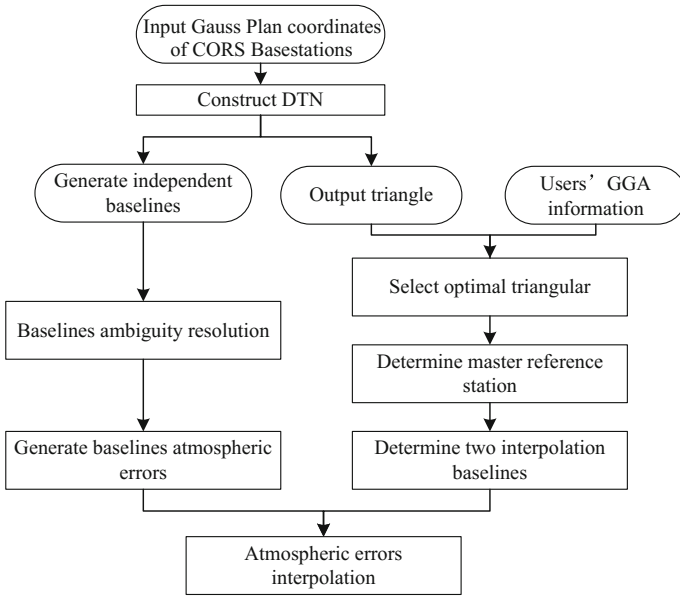 Input Gauss Plan coordinates
of CORS Basestations
Construct DTN
Generate independent
baselines
Output triangle
Users’ GGA
information
Select optimal triangular
Baselines ambiguity resolution
Determine master reference
station
Generate baselines atmospheric
errors
Determine two interpolation
baselines
Atmospheric errors
interpolation